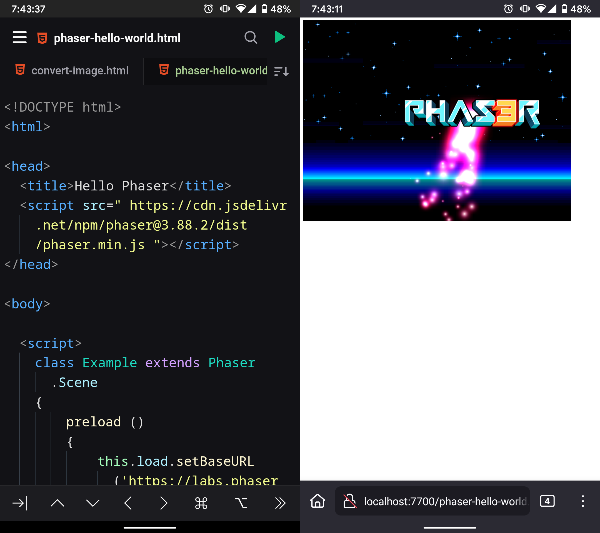 7:43:37
48%
phaser-hello-world.html
convert-image.html
phaser-hello-world
<!DOCTYPE html>
<html>
<head>
<title>Hello Phaser</title>
<script src=" https://cdn.jsdelivr
.net/npm/phaser@3.88.2/dist
/phaser.min.js "></script>
</head>
<body>
<script>
class Example extends Phaser
.Scene
{
preload ()
{
this.load.setBaseURL
('https://labs.phaser
7:43:11
48%
PHAS3R
localhost:7700/phaser-hello-world
4